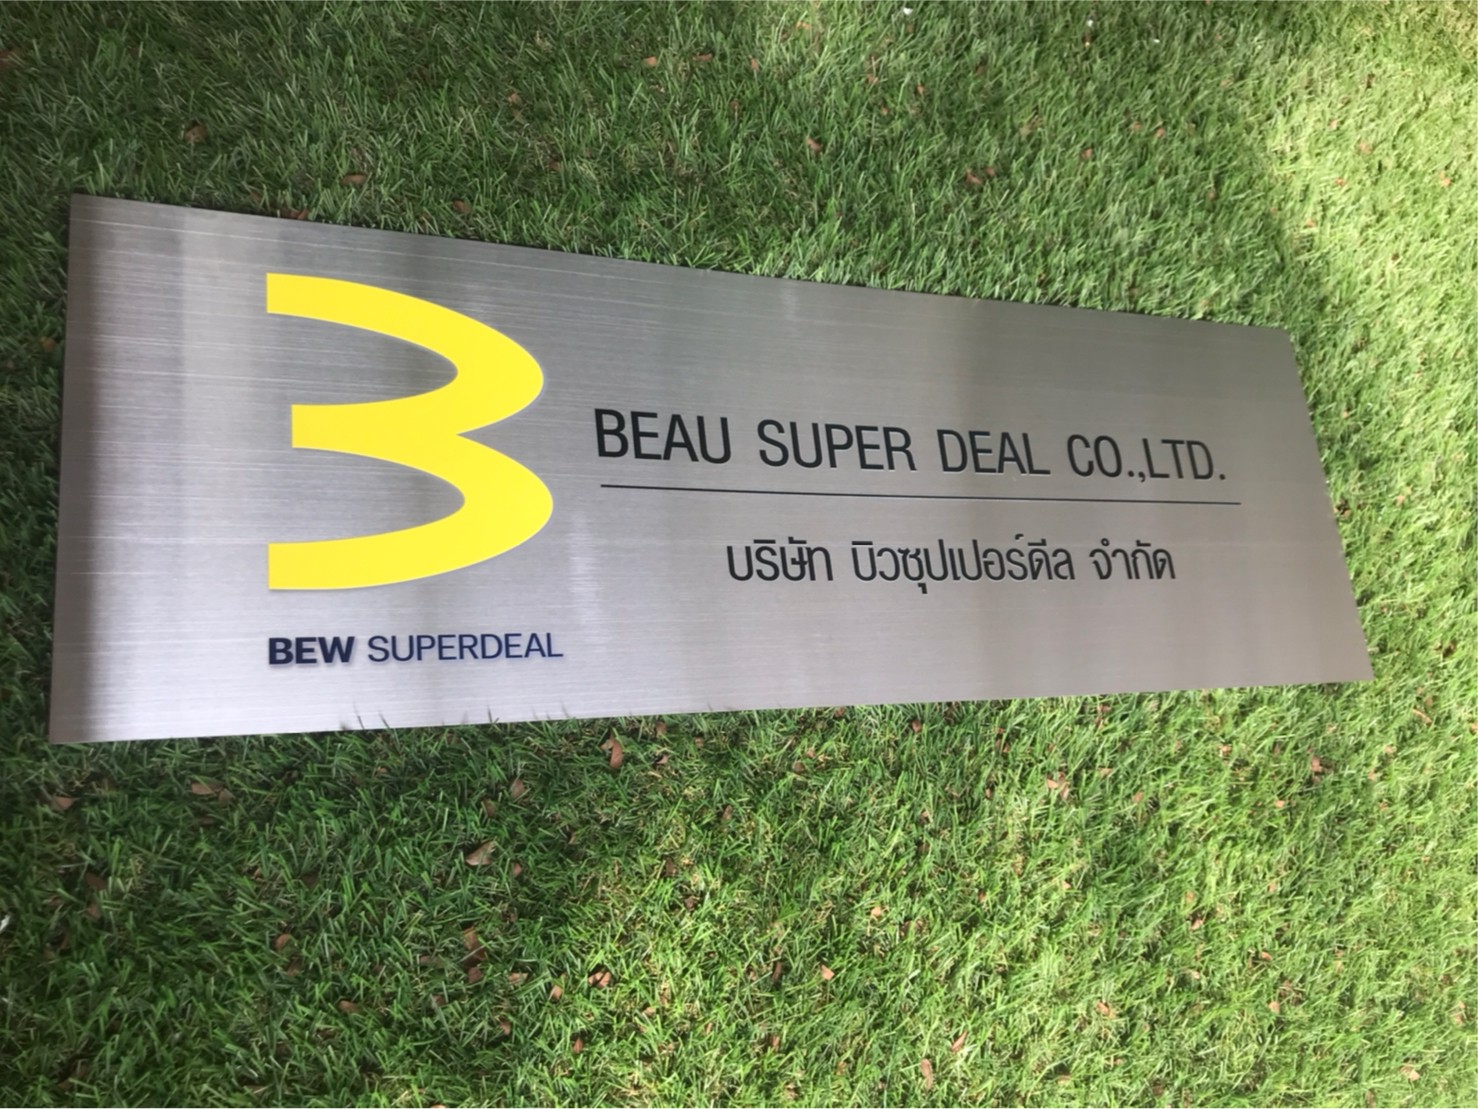 BEW SUPERDEAL
BEAU SUPER DEAL CO.,LTD.
บริษัท บิวซุปเปอร์ดีล จำกัด